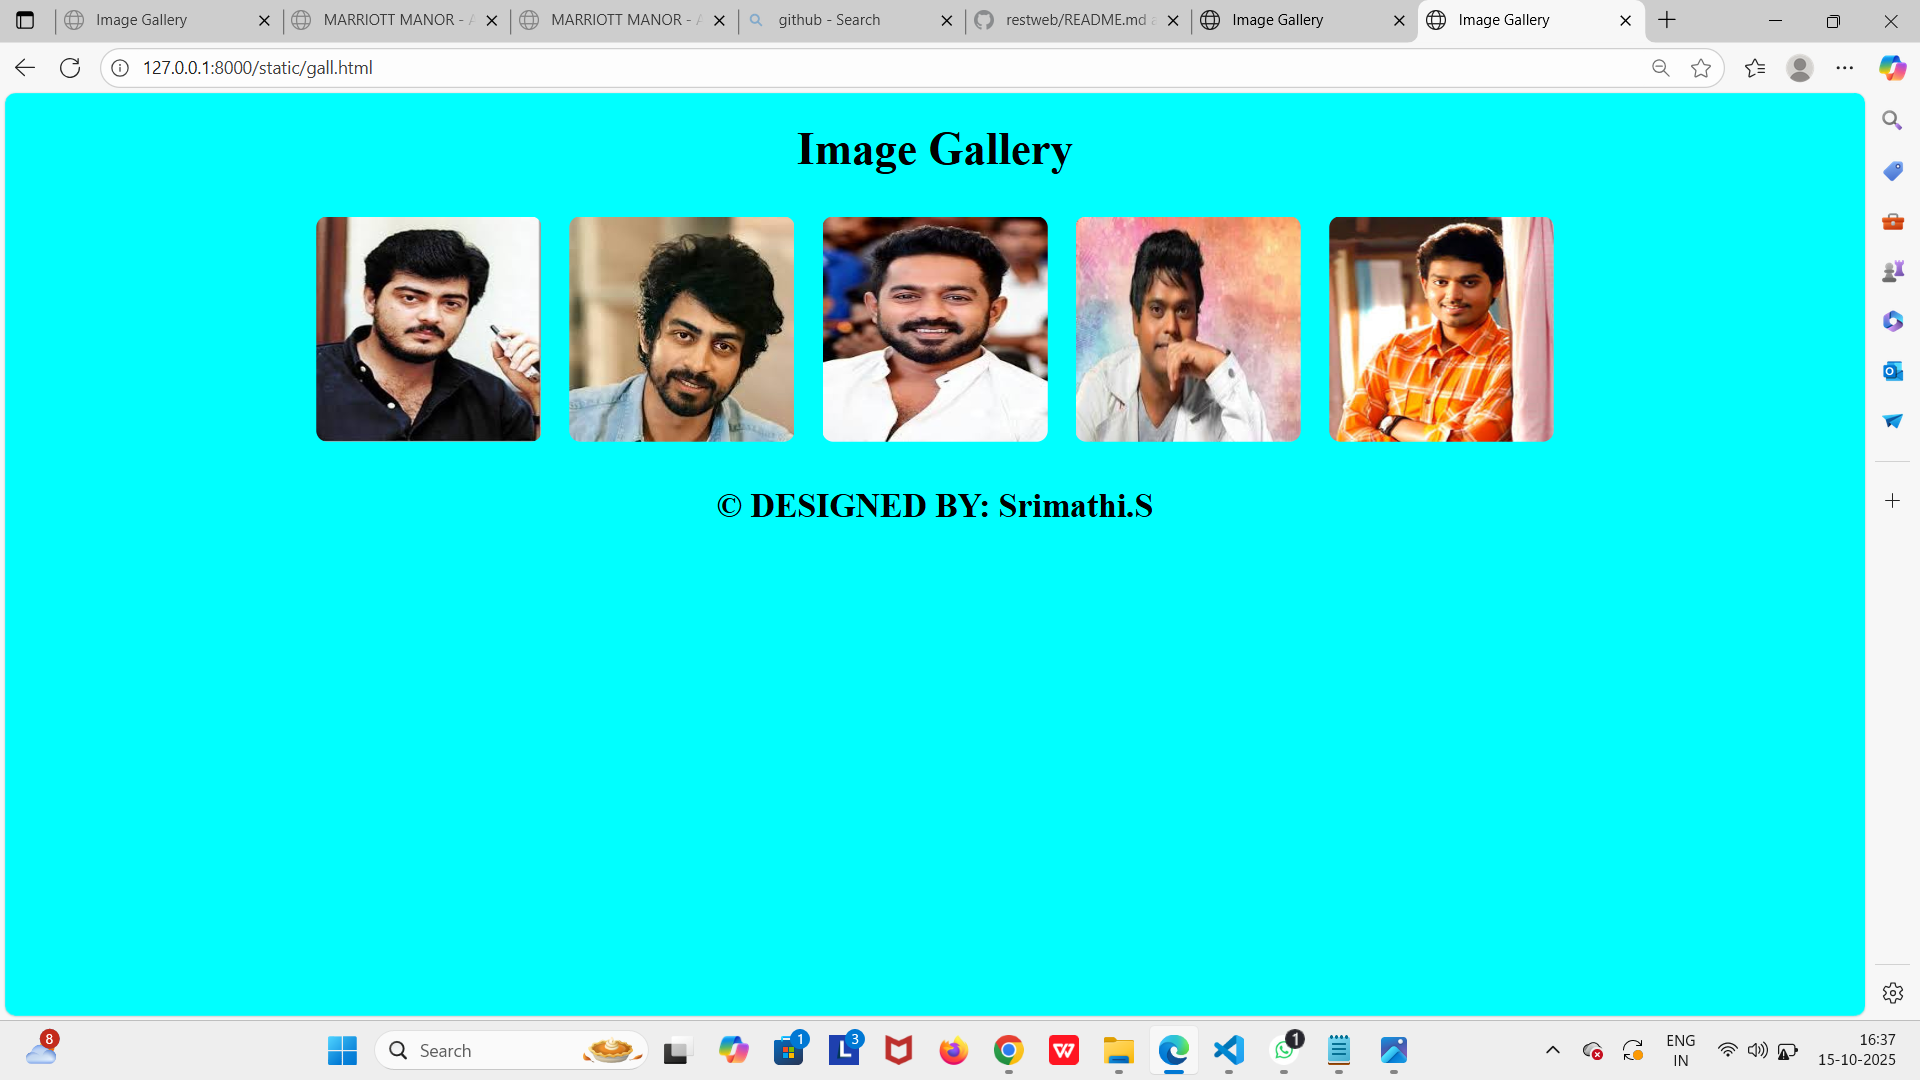 Image Gallery
MARRIOTT MANOR - A
MARRIOTT MANOR - A
github - Search
restweb/README.md a
Image Gallery
Image Gallery
127.0.0.1:8000/static/gall.html
Image Gallery
© DESIGNED BY: Srimathi.S
8
Search
1
L
3
W
1
ENG
IN
16:37
15-10-2025